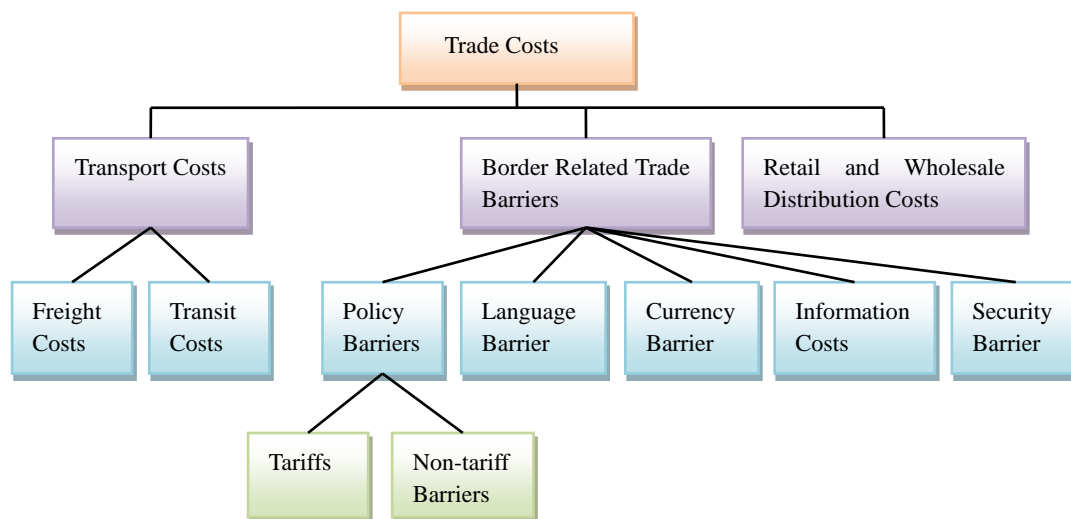 Trade Costs
Transport Costs
Border Related Trade
Barriers
Retail and Wholesale
Distribution Costs
Freight
Costs
Transit
Costs
Policy
Barriers
Language
Barrier
Currency
Barrier
Information
Costs
Security
Barrier
Tariffs
Non-tariff
Barriers